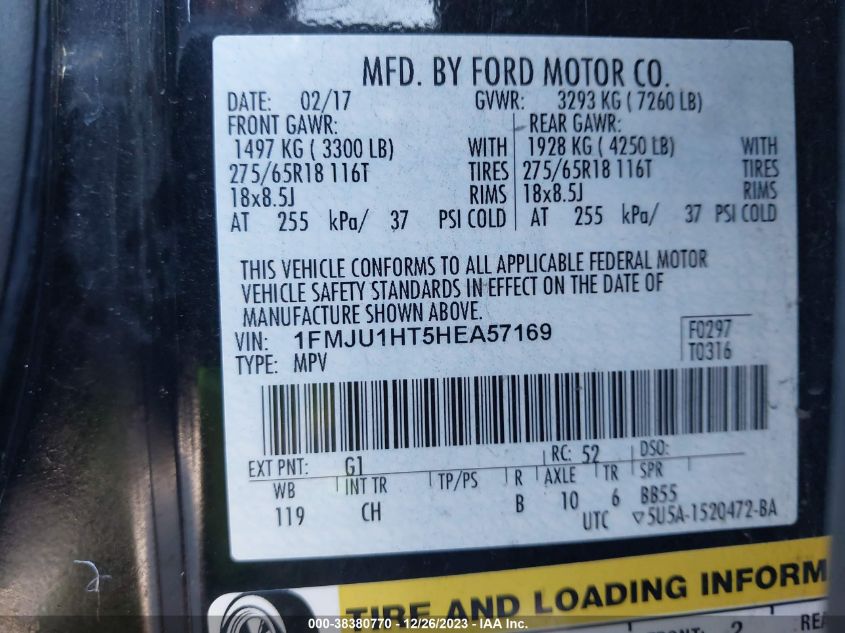 MFD. BY FORD MOTOR CO.
DATE: 02/17 GVWR: 3293 KG ( 7260 LB)
FRONT GAWR: REAR GAWR:
1497 KG ( 3300 LB) WITH 1928 KG ( 4250 LB) WITH
275/65R18 116T TIRES 275/65R18 116T TIRES
18x8.5J RIMS 18x8.5J RIMS
AT 255 kPa/ 37 PSI COLD AT 255 kPa/ 37 PSI COLD
THIS VEHICLE CONFORMS TO ALL APPLICABLE FEDERAL MOTOR
VEHICLE SAFETY STANDARDS IN EFFECT ON THE DATE OF
MANUFACTURE SHOWN ABOVE.
VIN: 1FMJU1HT5HEA57169 F0297
TYPE: MPV T0316
EXT PNT: G1 RC: 52 DSO:
WB INT TR TP/PS R AXLE TR SPR
119 CH B 10 6 BB55
UTC ▽5U5A-1520472-BA
TIRE AND LOADING INFORM
2 REA
000-38380770 - 12/26/2023 - IAA Inc.